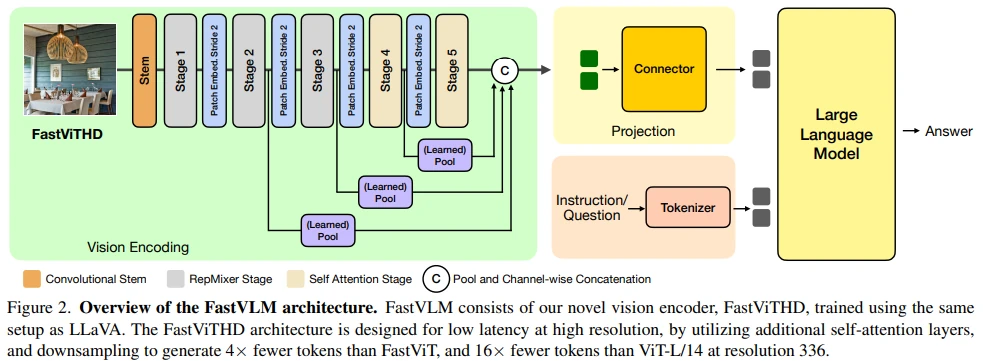 FastViTHD
Stem
Stage 1
Patch Embed. Stride 2
Stage 2
Patch Embed. Stride 2
Stage 3
Patch Embed. Stride 2
Stage 4
Patch Embed. Stride 2
Stage 5
C
(Learned)
Pool
(Learned)
Pool
(Learned)
Pool
Vision Encoding
Connector
Projection
Instruction/
Question
Tokenizer
Large
Language
Model
Answer
Convolutional Stem
RepMixer Stage
Self Attention Stage
C
Pool and Channel-wise Concatenation
Figure 2. Overview of the FastVLM architecture. FastVLM consists of our novel vision encoder, FastViTHD, trained using the same
setup as LLaVA. The FastViTHD architecture is designed for low latency at high resolution, by utilizing additional self-attention layers,
and downsampling to generate 4× fewer tokens than FastViT, and 16× fewer tokens than ViT-L/14 at resolution 336.